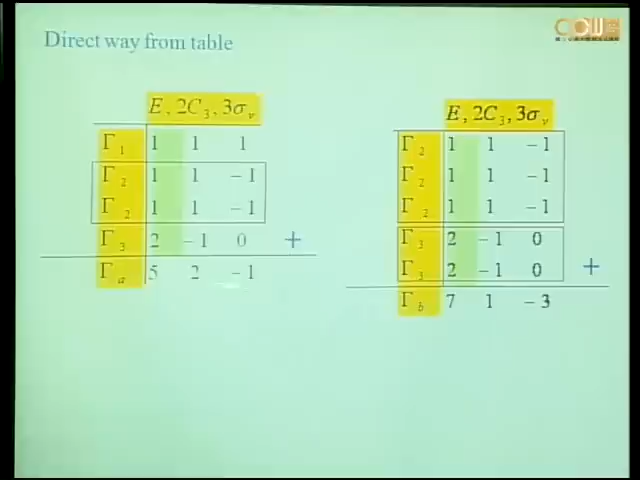 Direct way from table
E, 2C₃, 3σᵥ
Γ₁ 1 1 1
Γ₂ 1 1 −1
Γ₂ 1 1 −1
Γ₃ 2 −1 0 +
Γₐ 5 2 −1
E, 2C₃, 3σᵥ
Γ₂ 1 1 −1
Γ₂ 1 1 −1
Γ₂ 1 1 −1
Γ₃ 2 −1 0
Γ₃ 2 −1 0 +
Γ_b 7 1 −3